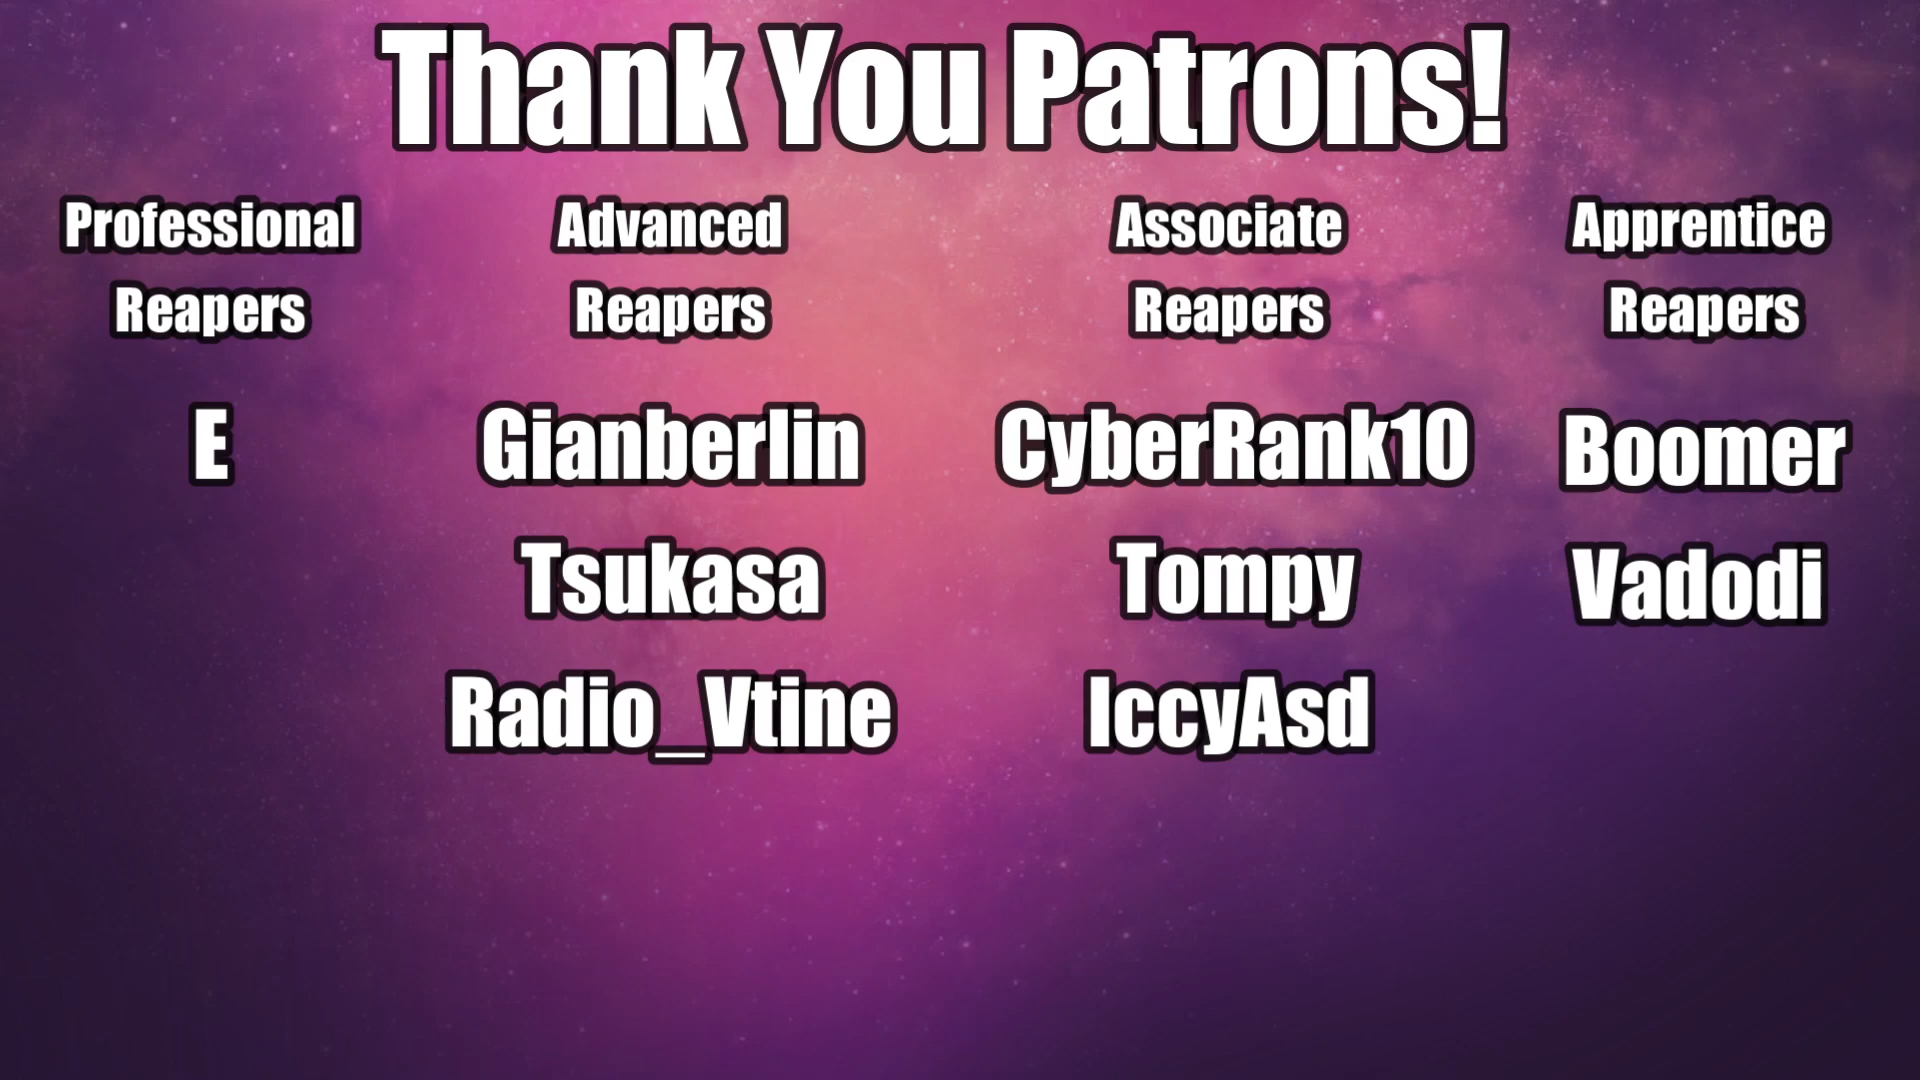 Thank You Patrons!
Professional
Reapers
E
Advanced
Reapers
Gianberlin
Tsukasa
Radio_Vtine
Associate
Reapers
CyberRank10
Tompy
IccyAsd
Apprentice
Reapers
Boomer
Vadodi